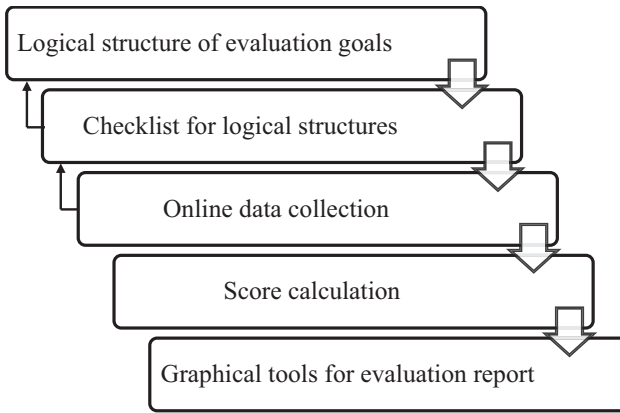 Logical structure of evaluation goals
Checklist for logical structures
Online data collection
Score calculation
Graphical tools for evaluation report